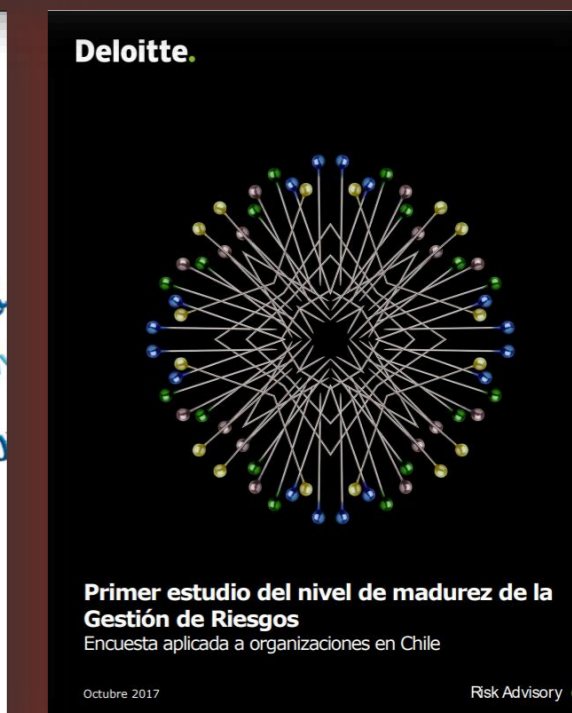 Deloitte.
Primer estudio del nivel de madurez de la
Gestión de Riesgos
Encuesta aplicada a organizaciones en Chile
Octubre 2017
Risk Advisory